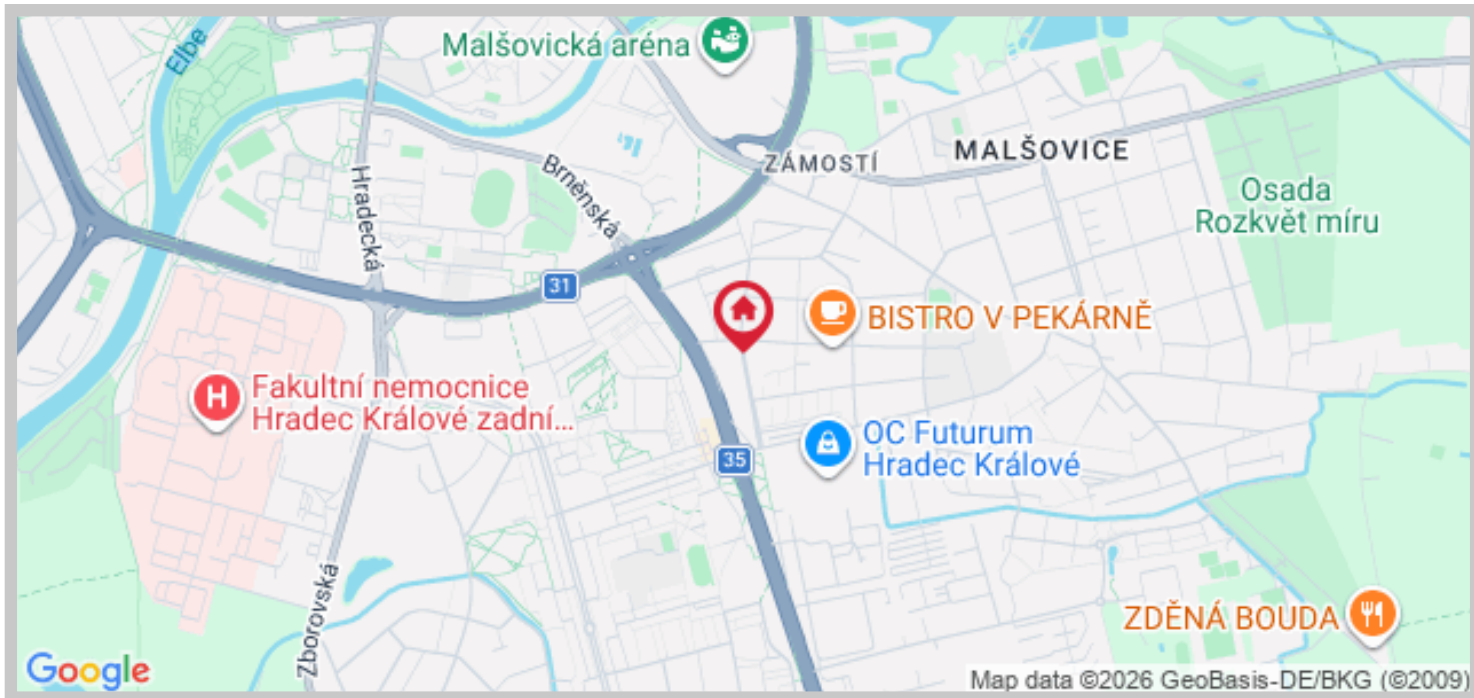 Elbe
Malšovická aréna
Hradecká
Brněnská
ZÁMOSTÍ
MALŠOVICE
Osada
Rozkvět míru
31
BISTRO V PEKÁRNĚ
H
Fakultní nemocnice
Hradec Králové zadní...
OC Futurum
Hradec Králové
35
Zborovská
ZDĚNÁ BOUDA
Google
Map data ©2026 GeoBasis-DE/BKG (©2009)